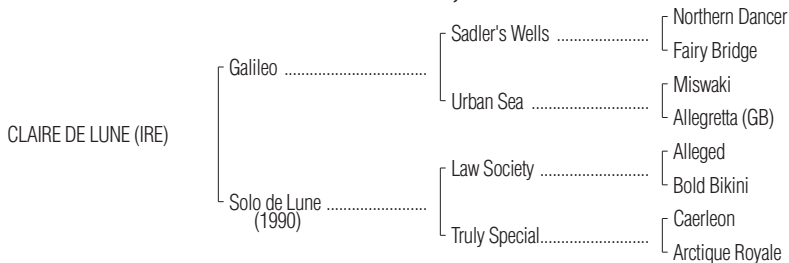 Northern Dancer
Sadler's Wells ......................
Fairy Bridge
Galileo ..................................
Miswaki
Urban Sea ............................
Allegretta (GB)
CLAIRE DE LUNE (IRE)
Alleged
Law Society ..........................
Bold Bikini
Solo de Lune ........................
(1990)
Caerleon
Truly Special..........................
Arctique Royale